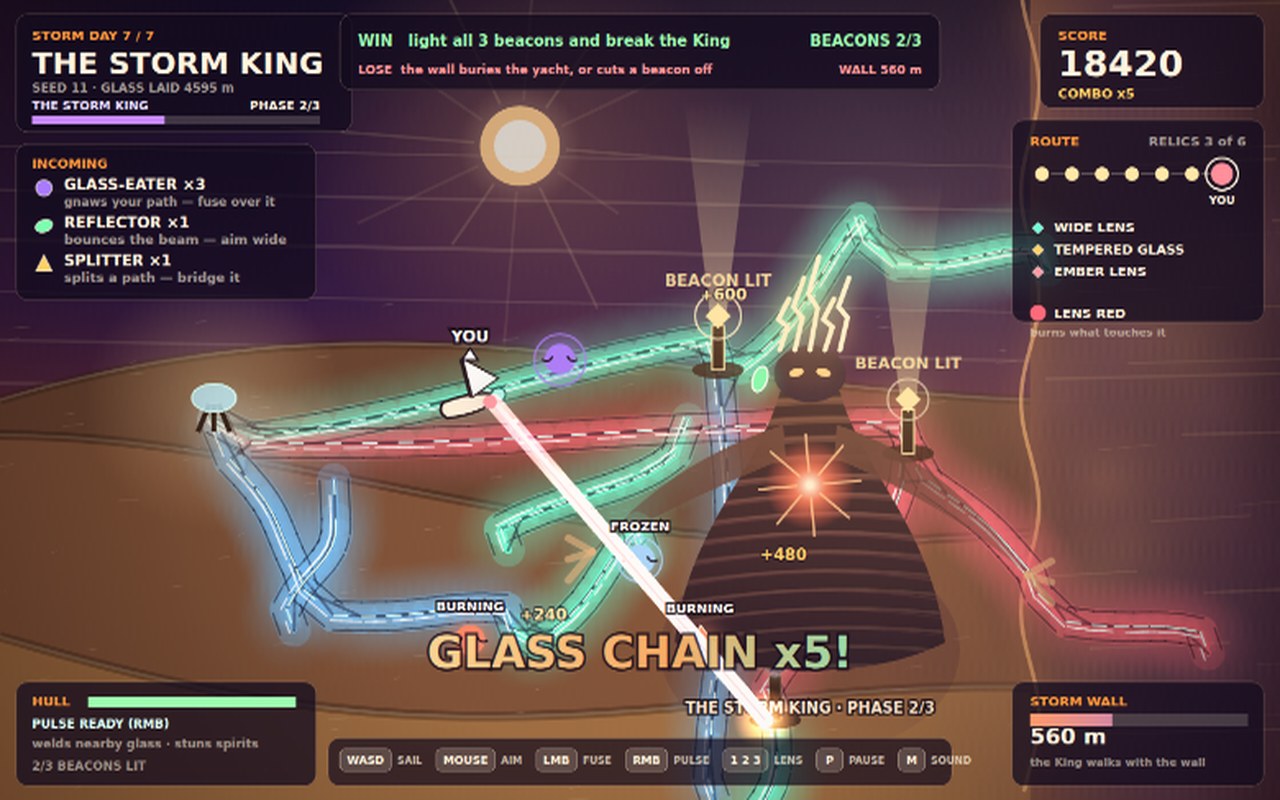 STORM DAY 7 / 7
THE STORM KING
SEED 11 · GLASS LAID 4595 m
THE STORM KING PHASE 2/3
WIN light all 3 beacons and break the King BEACONS 2/3
LOSE the wall buries the yacht, or cuts a beacon off WALL 560 m
SCORE
18420
COMBO x5
INCOMING
GLASS-EATER ×3
gnaws your path — fuse over it
REFLECTOR ×1
bounces the beam — aim wide
SPLITTER ×1
splits a path — bridge it
ROUTE RELICS 3 of 6
YOU
WIDE LENS
TEMPERED GLASS
EMBER LENS
LENS RED
burns what touches it
BEACON LIT
+600
YOU
BEACON LIT
FROZEN
+480
BURNING
+240
BURNING
GLASS CHAIN x5!
THE STORM KING · PHASE 2/3
HULL
PULSE READY (RMB)
welds nearby glass · stuns spirits
2/3 BEACONS LIT
WASD SAIL MOUSE AIM LMB FUSE RMB PULSE 1 2 3 LENS P PAUSE M SOUND
STORM WALL
560 m
the King walks with the wall